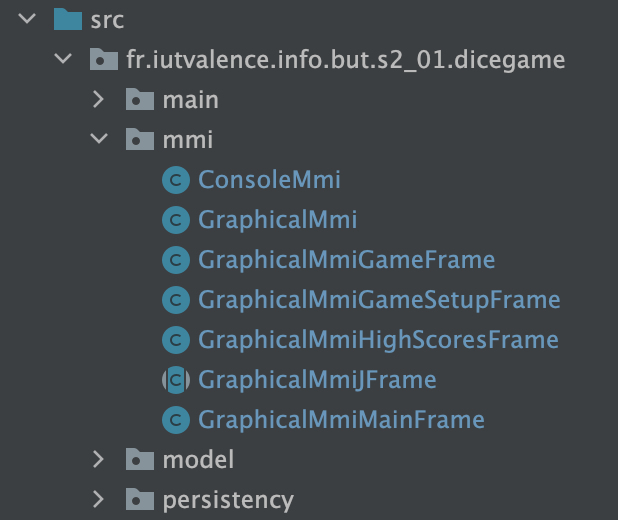 src
fr.iutvalence.info.but.s2_01.dicegame
main
mmi
C ConsoleMmi
C GraphicalMmi
C GraphicalMmiGameFrame
C GraphicalMmiGameSetupFrame
C GraphicalMmiHighScoresFrame
C GraphicalMmiJFrame
C GraphicalMmiMainFrame
model
persistency